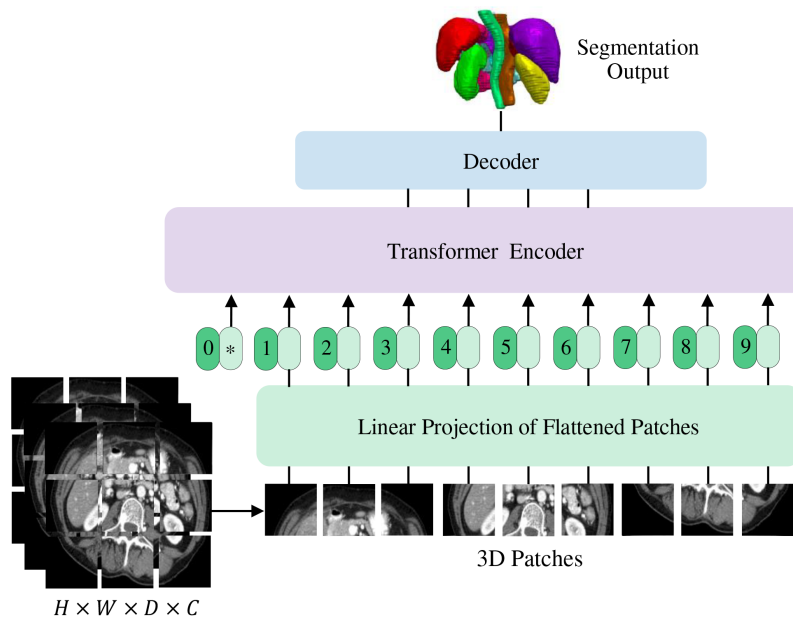 Segmentation
Output
Decoder
Transformer Encoder
0 * 1 2 3 4 5 6 7 8 9
Linear Projection of Flattened Patches
3D Patches
H × W × D × C